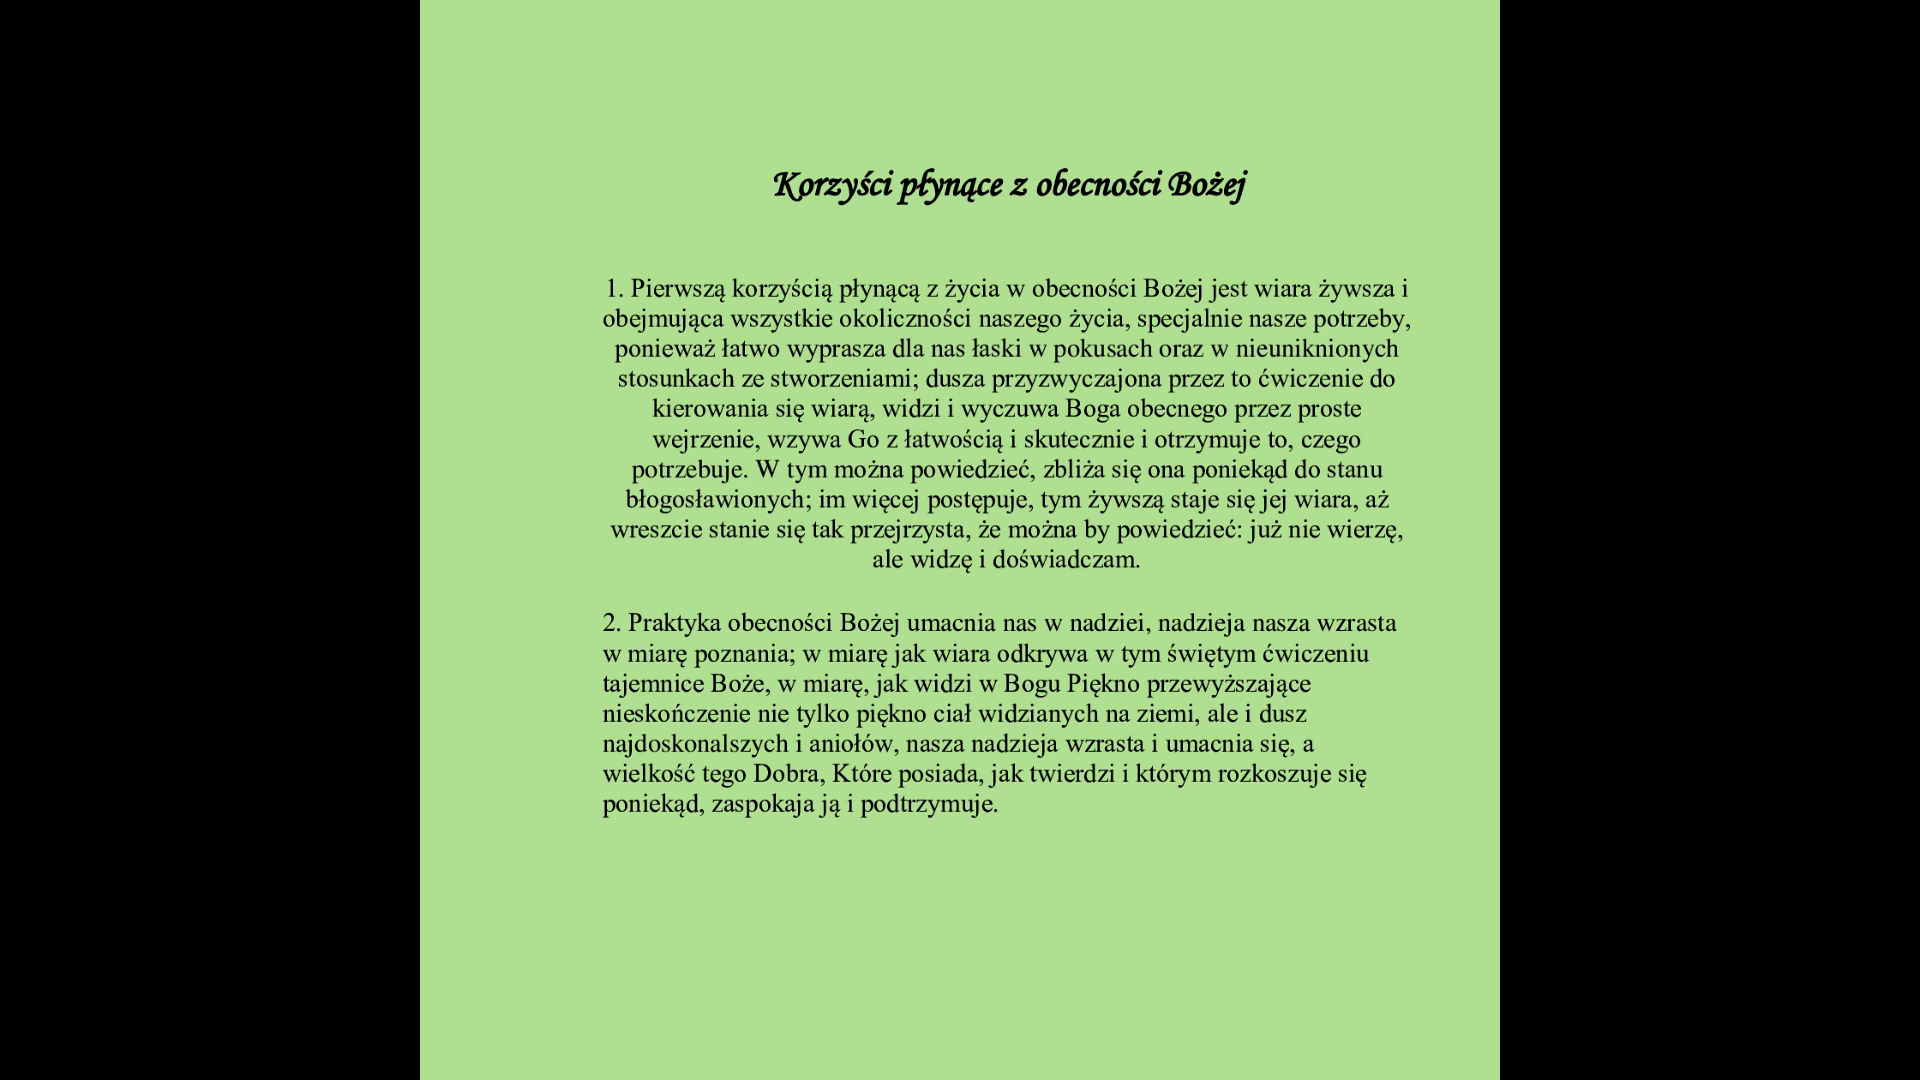 Korzyści płynące z obecności Bożej
1. Pierwszą korzyścią płynącą z życia w obecności Bożej jest wiara żywsza i
obejmująca wszystkie okoliczności naszego życia, specjalnie nasze potrzeby,
ponieważ łatwo wyprasza dla nas łaski w pokusach oraz w nieuniknionych
stosunkach ze stworzeniami; dusza przyzwyczajona przez to ćwiczenie do
kierowania się wiarą, widzi i wyczuwa Boga obecnego przez proste
wejrzenie, wzywa Go z łatwością i skutecznie i otrzymuje to, czego
potrzebuje. W tym można powiedzieć, zbliża się ona poniekąd do stanu
błogosławionych; im więcej postępuje, tym żywszą staje się jej wiara, aż
wreszcie stanie się tak przejrzysta, że można by powiedzieć: już nie wierzę,
ale widzę i doświadczam.
2. Praktyka obecności Bożej umacnia nas w nadziei, nadzieja nasza wzrasta
w miarę poznania; w miarę jak wiara odkrywa w tym świętym ćwiczeniu
tajemnice Boże, w miarę, jak widzi w Bogu Piękno przewyższające
nieskończenie nie tylko piękno ciał widzianych na ziemi, ale i dusz
najdoskonalszych i aniołów, nasza nadzieja wzrasta i umacnia się, a
wielkość tego Dobra, Które posiada, jak twierdzi i którym rozkoszuje się
poniekąd, zaspokaja ją i podtrzymuje.